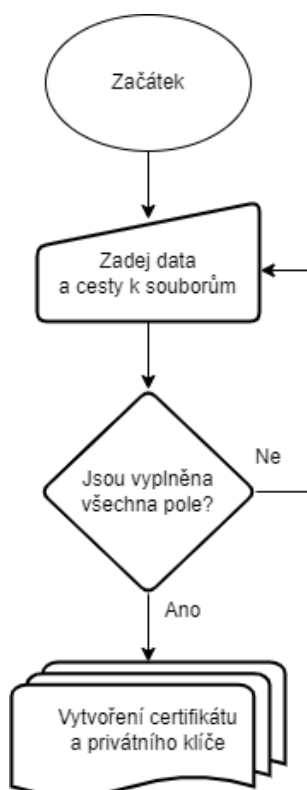 Začátek
Zadej data
a cesty k souborům
Jsou vyplněna
všechna pole?
Ne
Ano
Vytvoření certifikátu
a privátního klíče